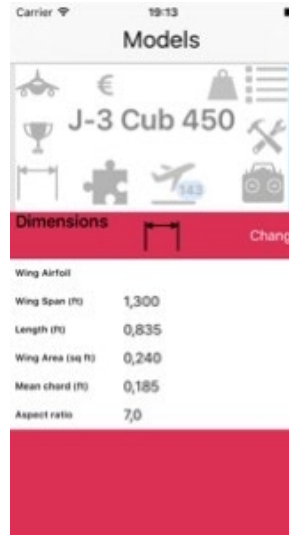 Carrier 19:13
Models
€
J-3 Cub 450
143
Dimensions
Chang
Wing Airfoil
Wing Span (ft) 1,300
Length (ft) 0,835
Wing Area (sq ft) 0,240
Mean chord (ft) 0,185
Aspect ratio 7,0